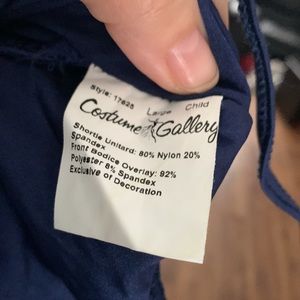 Style: 17625 Large Child
Costume Gallery
Shortie Unitard: 80% Nylon 20%
Spandex
Front Bodice Overlay: 92%
Polyester 8% Spandex
Exclusive of Decoration